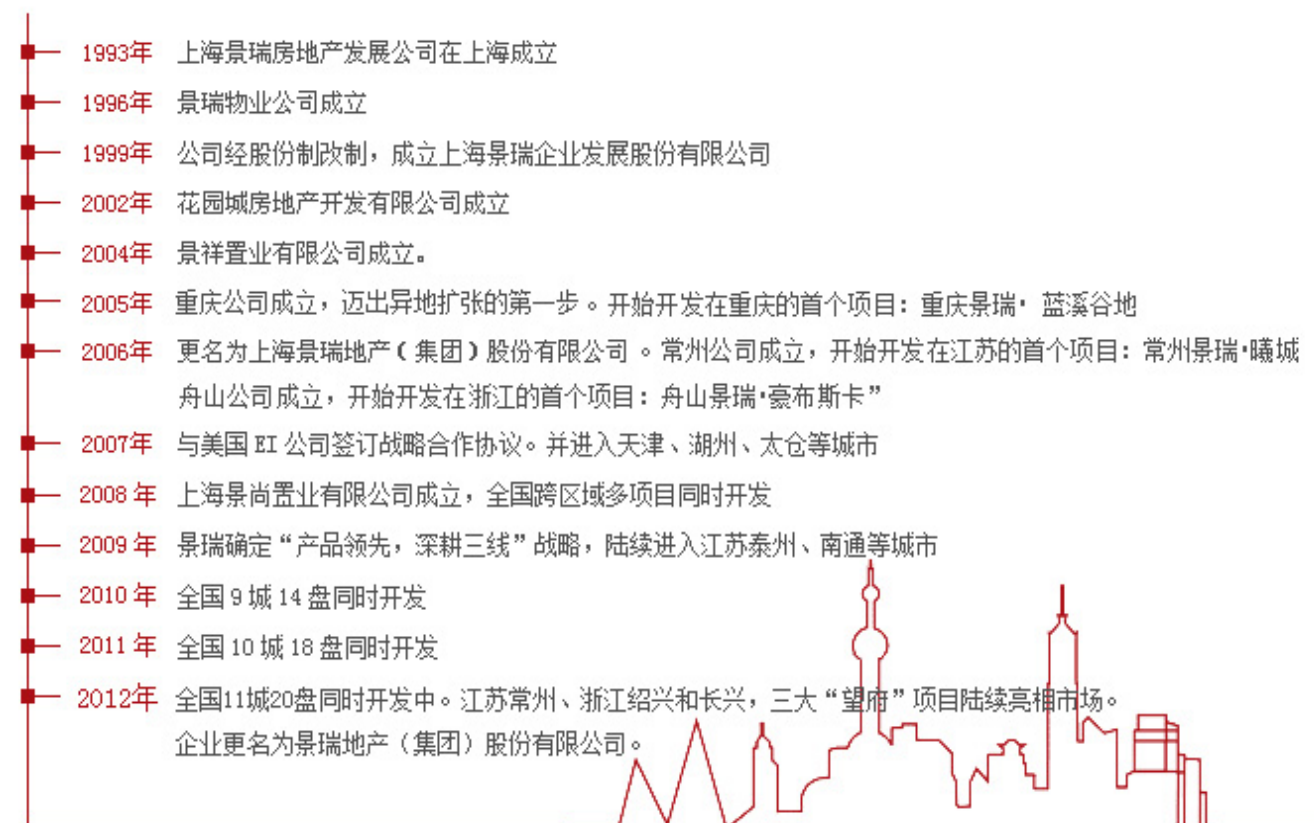 1993年 上海景瑞房地产发展公司在上海成立
1996年 景瑞物业公司成立
1999年 公司经股份制改制，成立上海景瑞企业发展股份有限公司
2002年 花园城房地产开发有限公司成立
2004年 景祥置业有限公司成立。
2005年 重庆公司成立，迈出异地扩张的第一步。开始开发在重庆的首个项目：重庆景瑞· 蓝溪谷地
2006年 更名为上海景瑞地产(集团)股份有限公司。常州公司成立，开始开发在江苏的首个项目：常州景瑞·曦城
舟山公司成立，开始开发在浙江的首个项目：舟山景瑞·豪布斯卡”
2007年 与美国 EI 公司签订战略合作协议。并进入天津、湖州、太仓等城市
2008 年 上海景尚置业有限公司成立，全国跨区域多项目同时开发
2009 年 景瑞确定“产品领先，深耕三线”战略，陆续进入江苏泰州、南通等城市
2010 年 全国 9 城 14 盘同时开发
2011 年 全国 10 城 18 盘同时开发
2012年 全国11城20盘同时开发中。江苏常州、浙江绍兴和长兴，三大“望府”项目陆续亮相市场。
企业更名为景瑞地产（集团）股份有限公司。